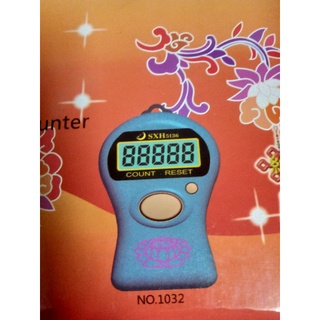 unter
SXH5136
88888
COUNT RESET
NO.1032